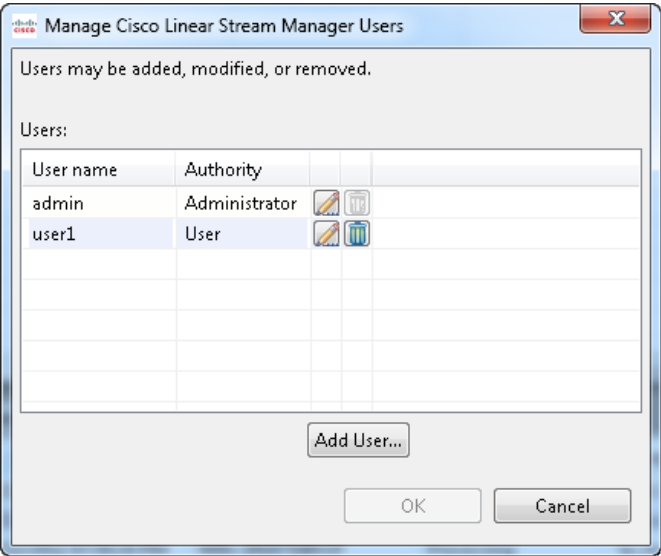 CISCO Manage Cisco Linear Stream Manager Users
Users may be added, modified, or removed.
Users:
User name Authority
admin Administrator
user1 User
Add User...
OK Cancel